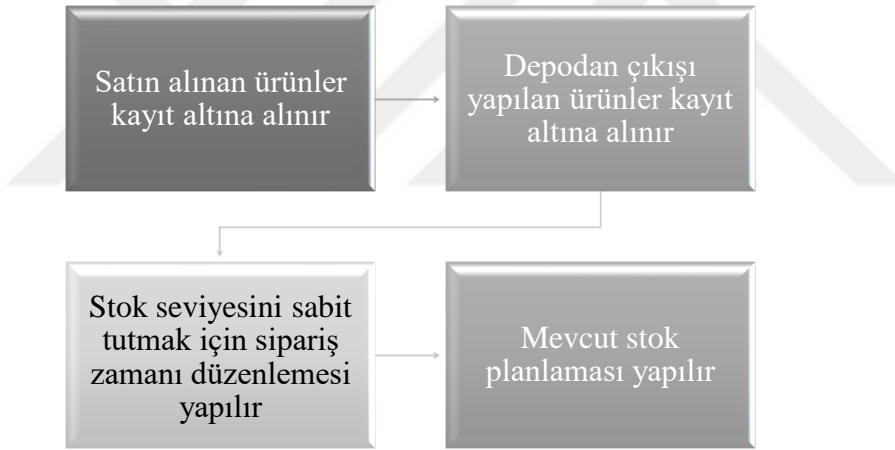 Satın alınan ürünler
kayıt altına alınır
Depodan çıkışı
yapılan ürünler kayıt
altına alınır
Stok seviyesini sabit
tutmak için sipariş
zamanı düzenlemesi
yapılır
Mevcut stok
planlaması yapılır